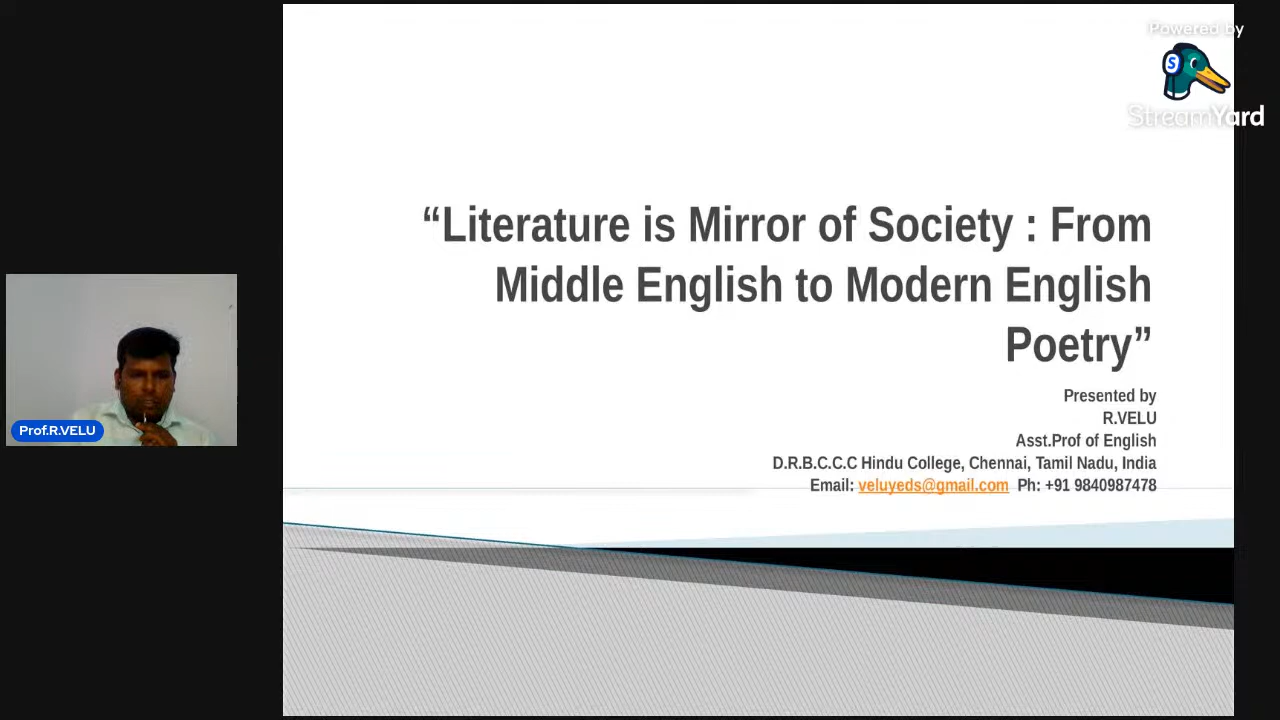 Powered by
StreamYard
“Literature is Mirror of Society : From
Middle English to Modern English
Poetry”
Presented by
R.VELU
Asst.Prof of English
D.R.B.C.C.C Hindu College, Chennai, Tamil Nadu, India
Email: veluyeds@gmail.com Ph: +91 9840987478
Prof.R.VELU